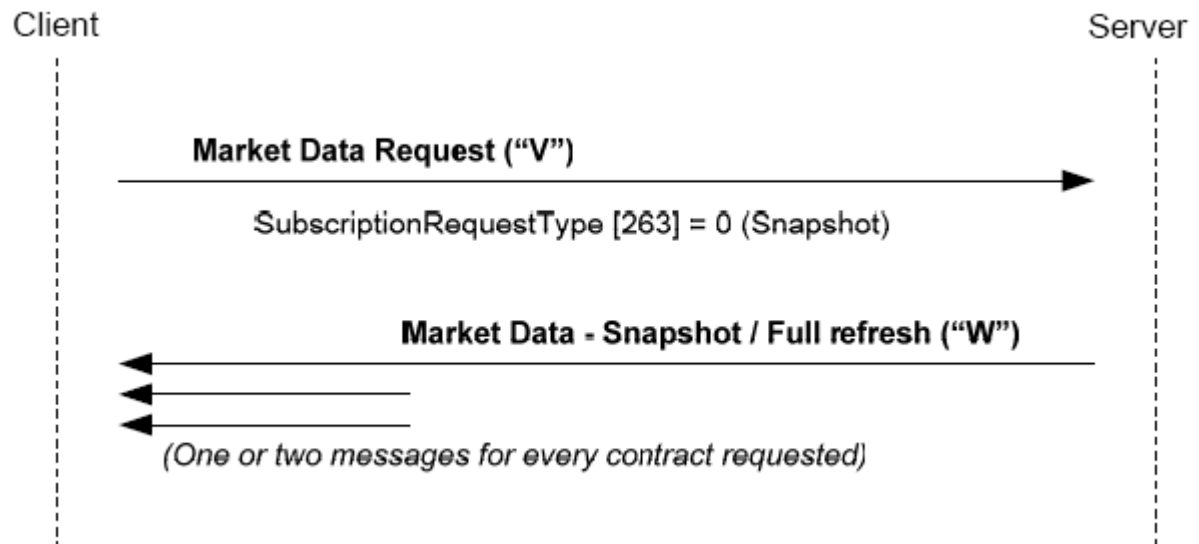 Client
Server
Market Data Request (“V”)
SubscriptionRequestType [263] = 0 (Snapshot)
Market Data - Snapshot / Full refresh (“W”)
(One or two messages for every contract requested)